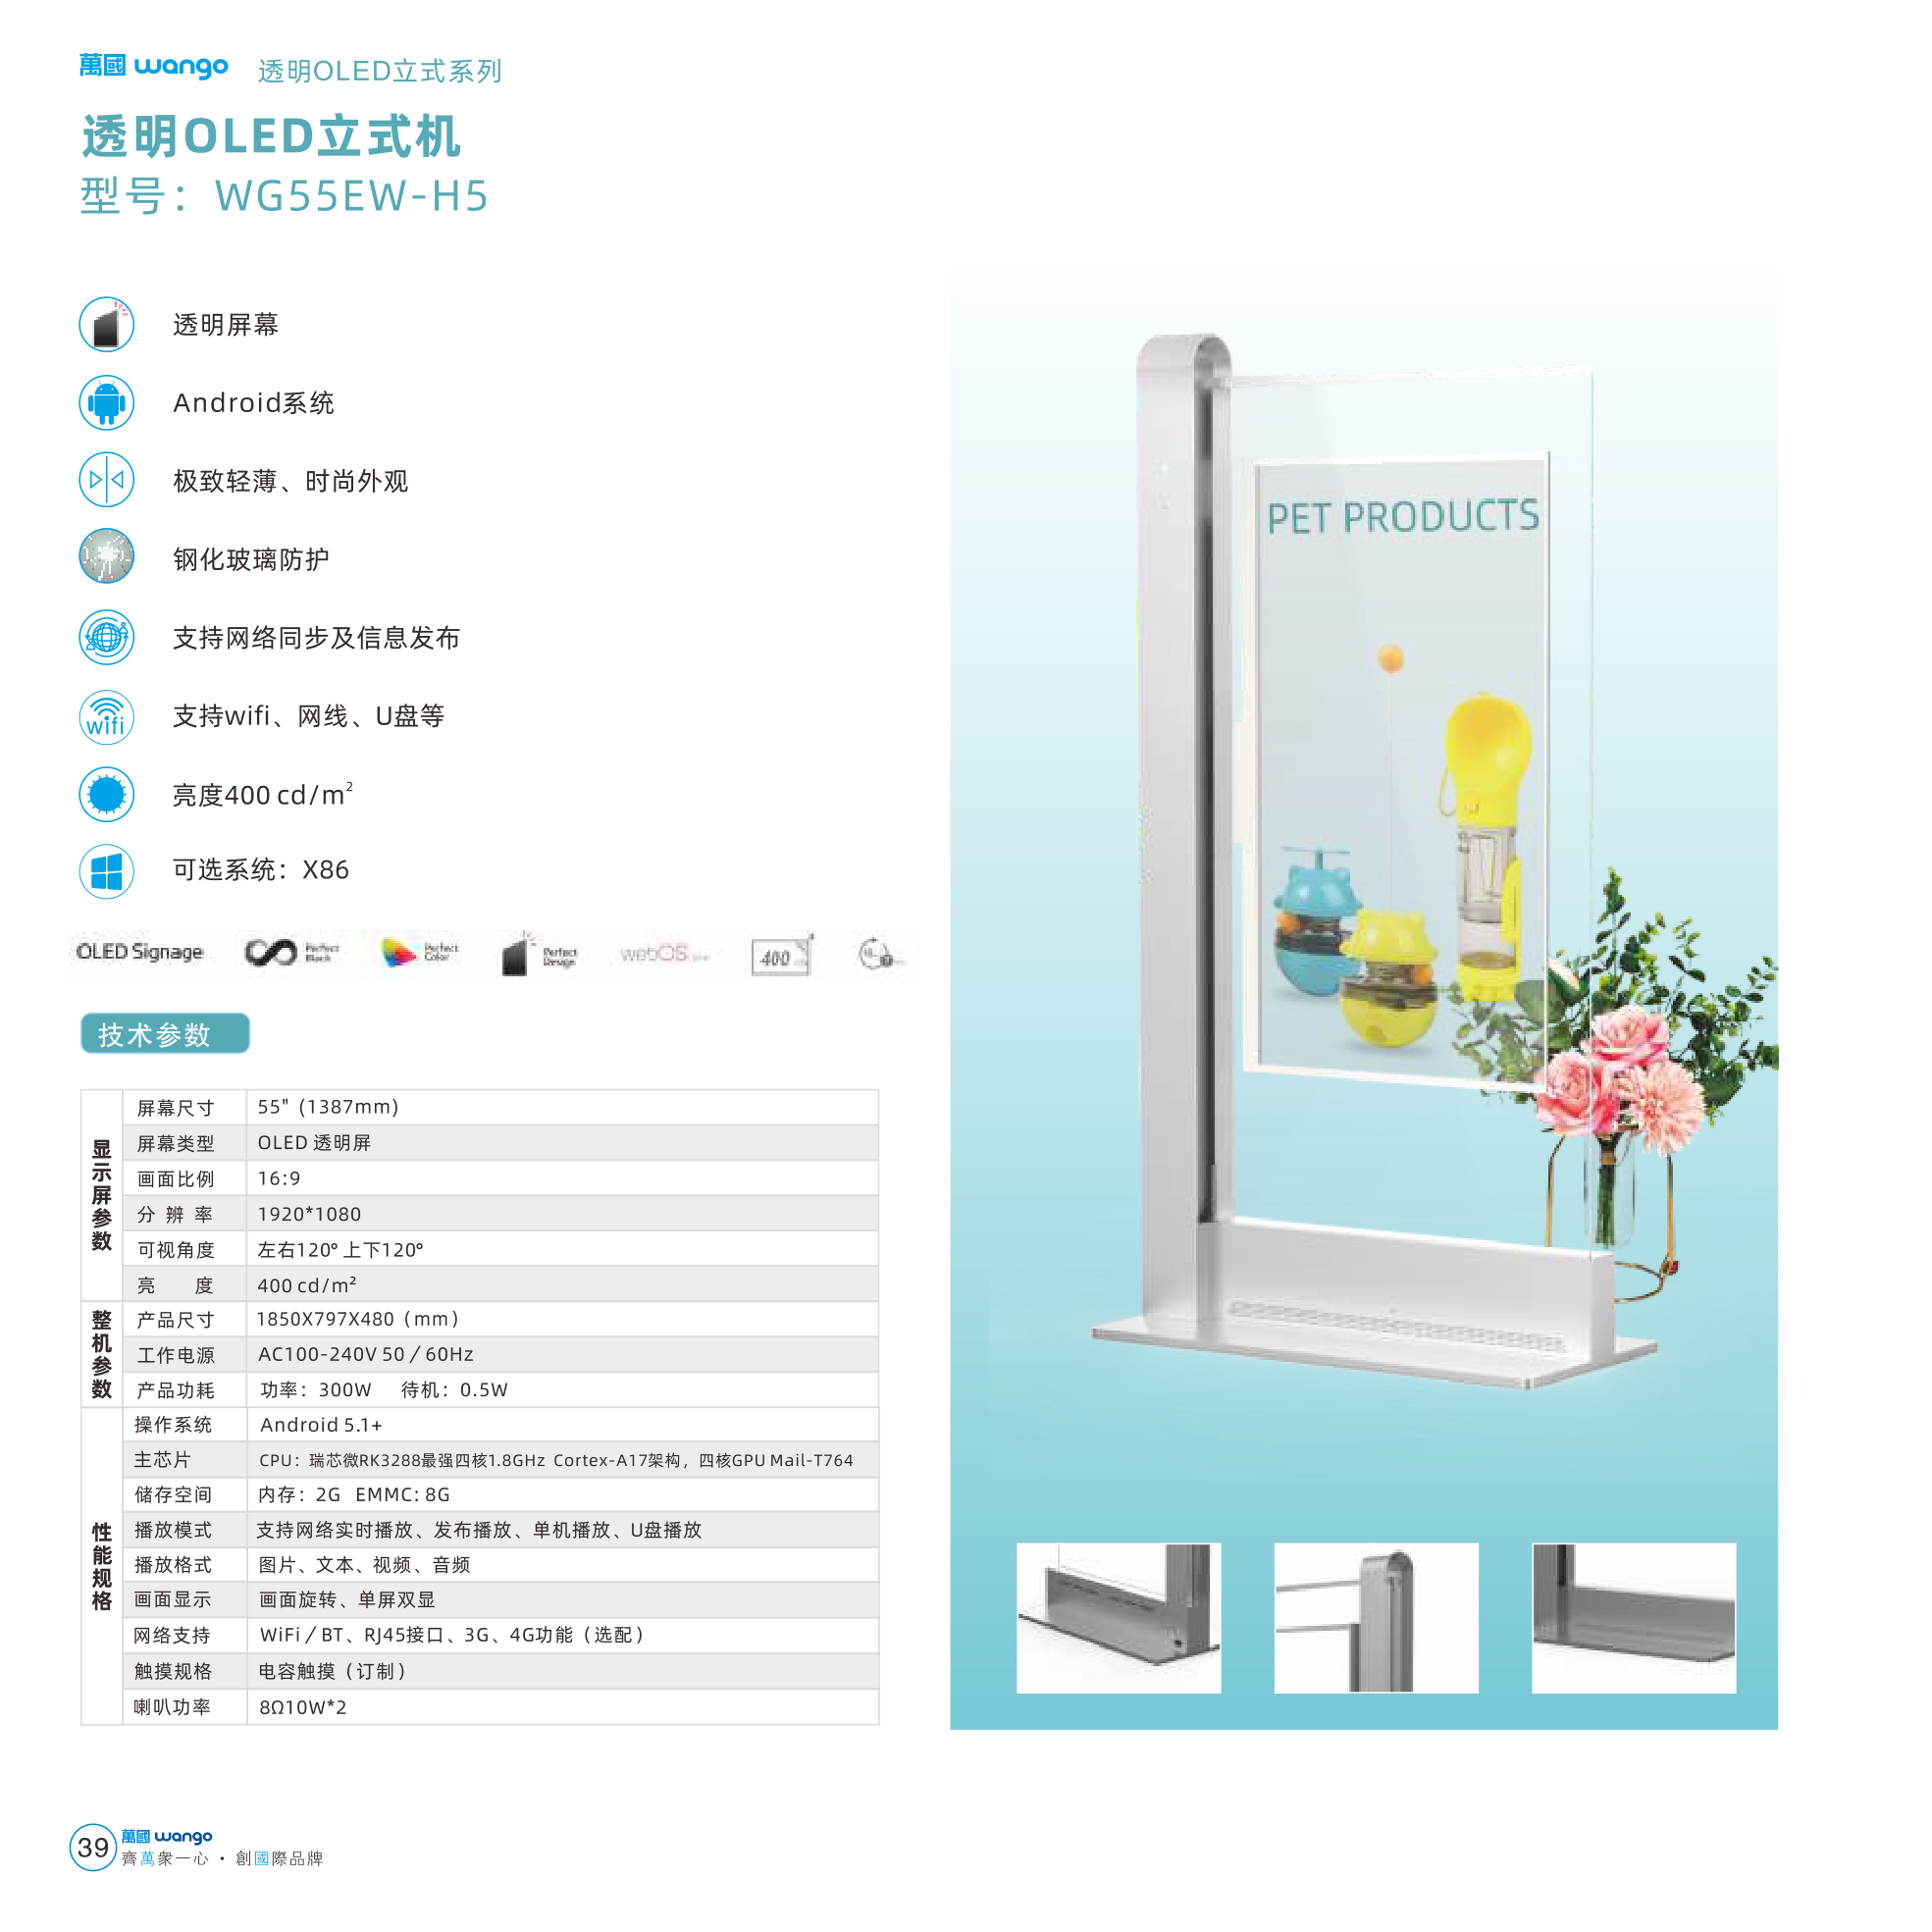 萬國 wango 透明OLED立式系列
透明OLED立式机
型号：WG55EW-H5
透明屏幕
Android系统
极致轻薄、时尚外观
钢化玻璃防护
支持网络同步及信息发布
wifi 支持wifi、网线、U盘等
亮度400 cd/m²
可选系统：X86
OLED Signage Perfect Black Perfect Color Perfect Design webOS 400
技术参数
显示屏参数
屏幕尺寸 55" (1387mm)
屏幕类型 OLED 透明屏
画面比例 16:9
分辨率 1920*1080
可视角度 左右120° 上下120°
亮度 400 cd/m²
整机参数
产品尺寸 1850X797X480（mm）
工作电源 AC100-240V 50／60Hz
产品功耗 功率：300W 待机：0.5W
性能规格
操作系统 Android 5.1+
主芯片 CPU：瑞芯微RK3288最强四核1.8GHz Cortex-A17架构，四核GPU Mail-T764
储存空间 内存：2G EMMC: 8G
播放模式 支持网络实时播放、发布播放、单机播放、U盘播放
播放格式 图片、文本、视频、音频
画面显示 画面旋转、单屏双显
网络支持 WiFi／BT、RJ45接口、3G、4G功能（选配）
触摸规格 电容触摸（订制）
喇叭功率 8Ω10W*2
PET PRODUCTS
39 萬國 wango
齊萬衆一心 · 創國際品牌